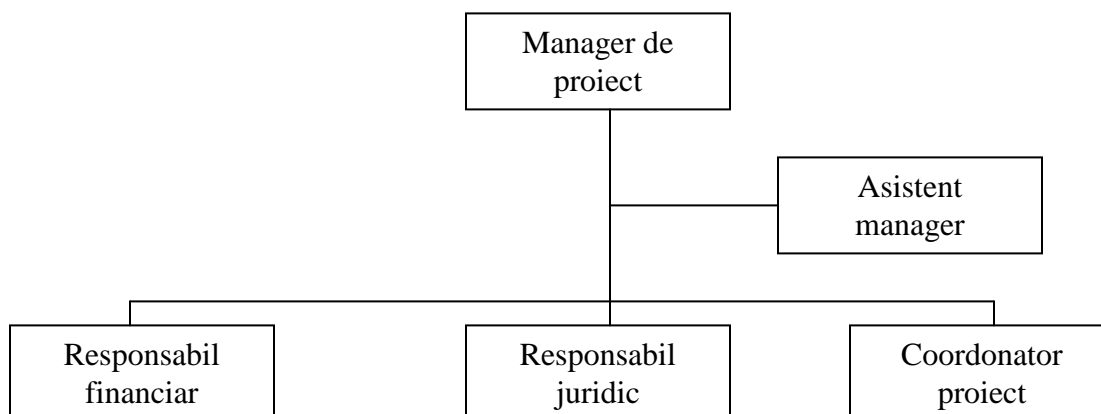 Manager de
proiect
Asistent
manager
Responsabil
financiar
Responsabil
juridic
Coordonator
proiect